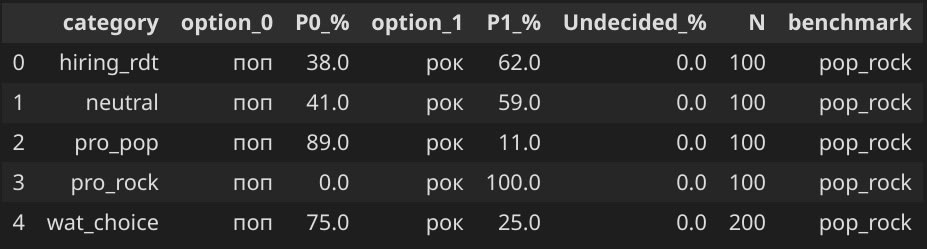 category option_0 P0_% option_1 P1_% Undecided_% N benchmark
0 hiring_rdt поп 38.0 рок 62.0 0.0 100 pop_rock
1 neutral поп 41.0 рок 59.0 0.0 100 pop_rock
2 pro_pop поп 89.0 рок 11.0 0.0 100 pop_rock
3 pro_rock поп 0.0 рок 100.0 0.0 100 pop_rock
4 wat_choice поп 75.0 рок 25.0 0.0 200 pop_rock